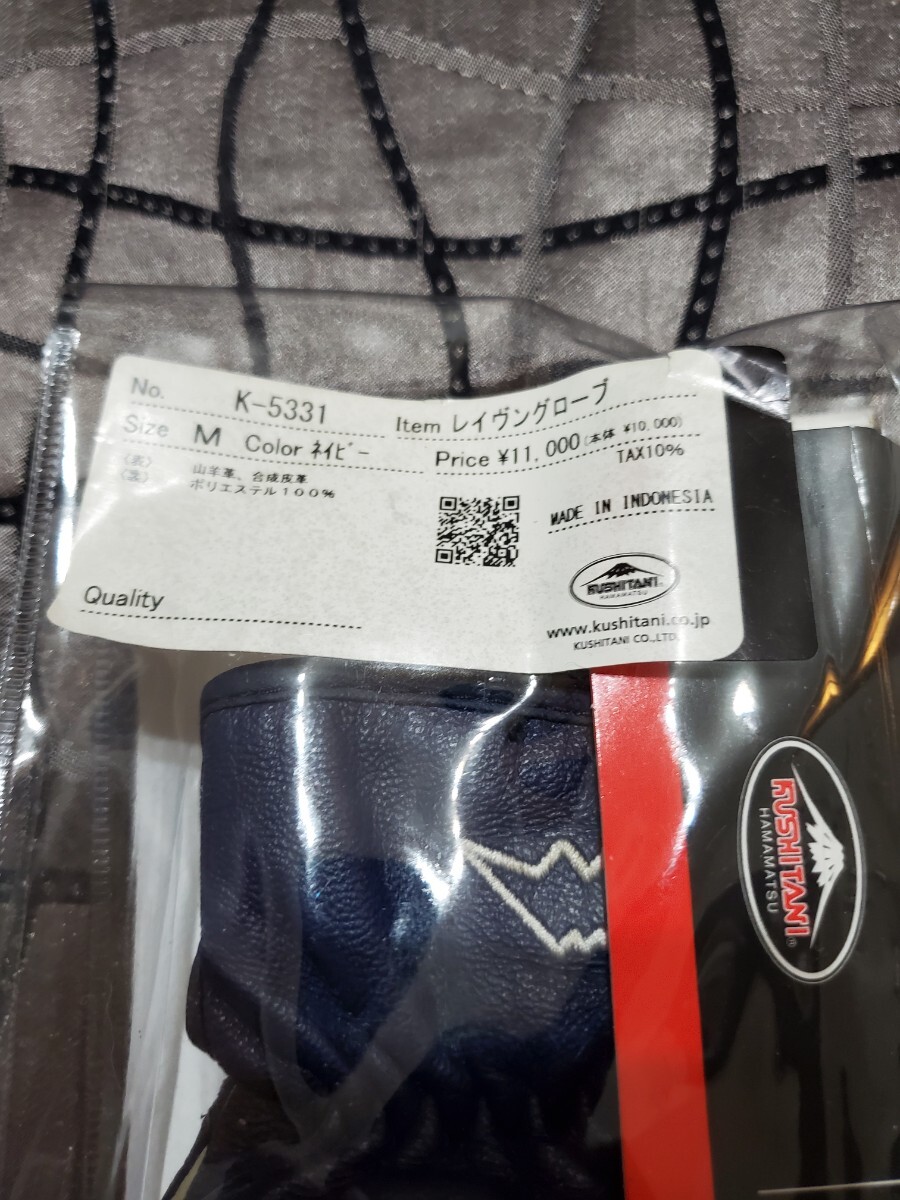 No. K-5331 Item レイヴングローブ
Size M Color ﾈｲﾋﾞｰ Price ¥11,000(本体 ¥10,000)
TAX10%
〈表〉 山羊革、合成皮革
ポリエステル100%
MADE IN INDONESIA
Quality
KUSHITANI®
HAMAMATSU
www.kushitani.co.jp
KUSHITANI CO.,LTD.
KUSHITANI®
HAMAMATSU